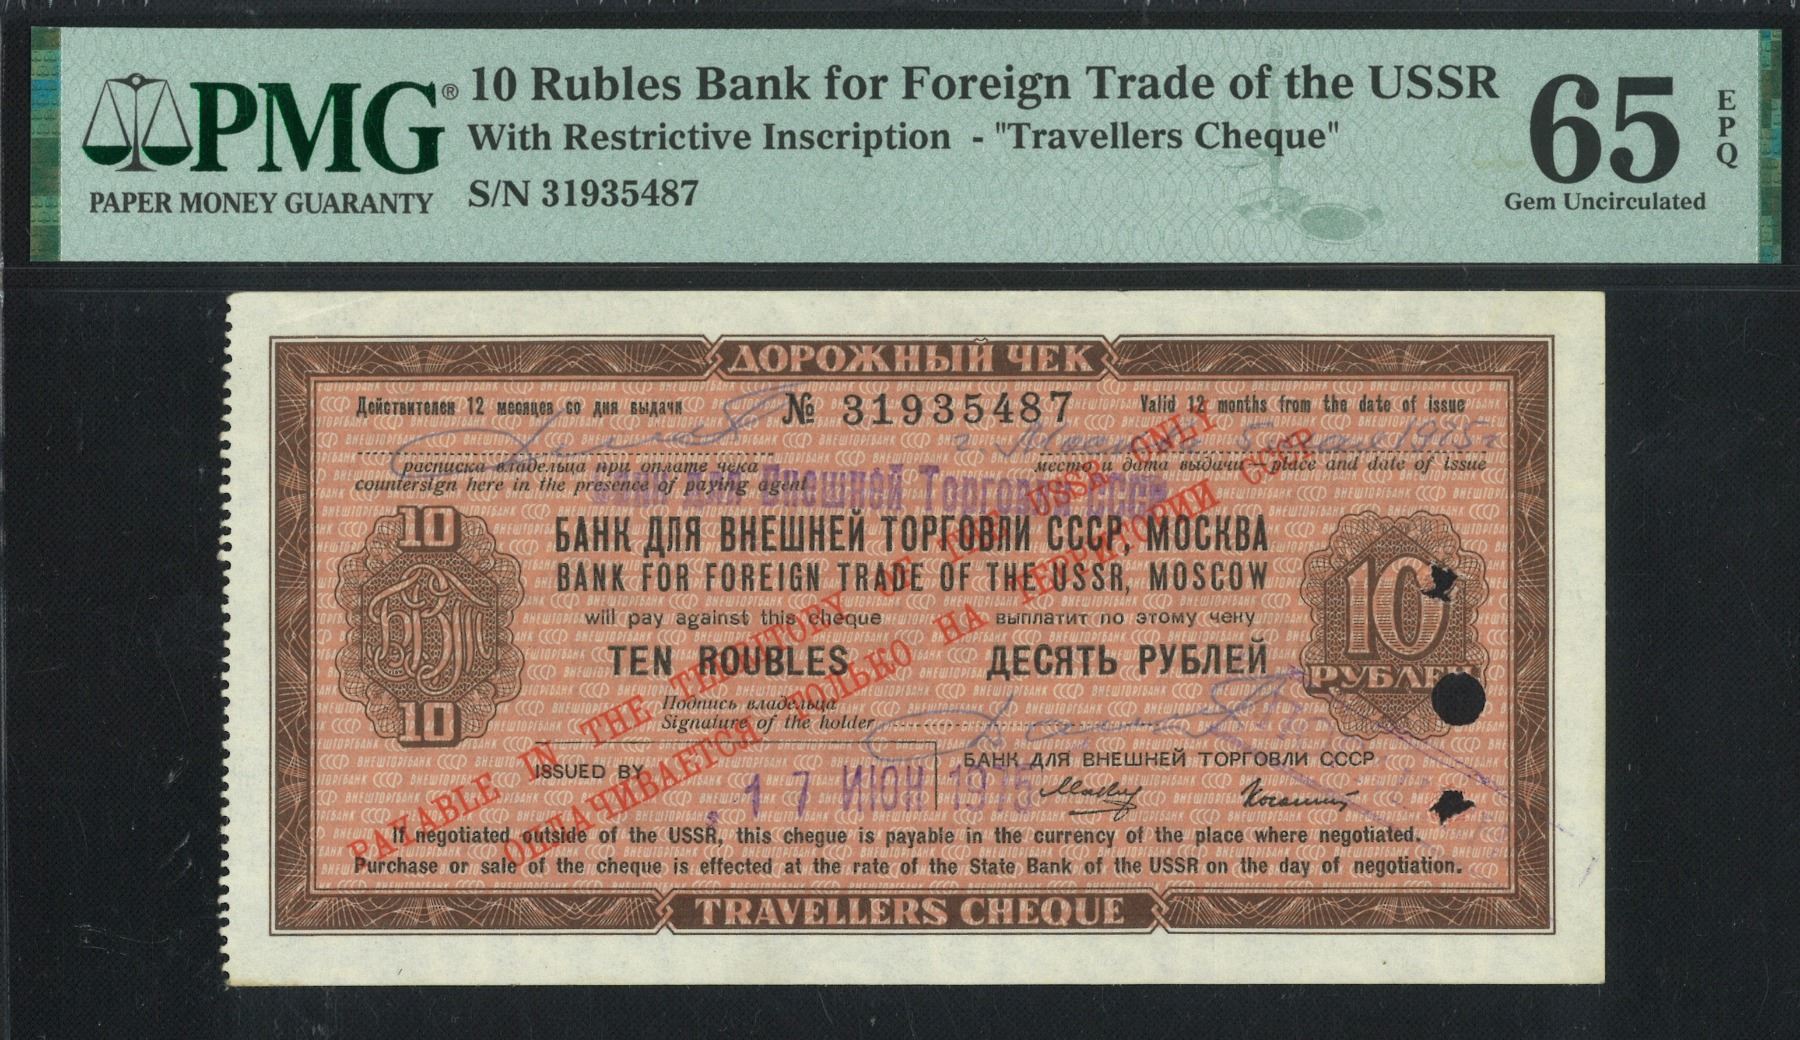 PMG®
PAPER MONEY GUARANTY
10 Rubles Bank for Foreign Trade of the USSR
With Restrictive Inscription - "Travellers Cheque"
S/N 31935487
65
EPQ
Gem Uncirculated
ДОРОЖНЫЙ ЧЕК
Действителен 12 месяцев со дня выдачи
№ 31935487
Valid 12 months from the date of issue
расписка владельца при оплате чека
countersign here in the presence of paying agent
место и дата выдачи – place and date of issue
Внешней Торговли СССР
БАНК ДЛЯ ВНЕШНЕЙ ТОРГОВЛИ СССР, МОСКВА
BANK FOR FOREIGN TRADE OF THE USSR, MOSCOW
will pay against this cheque
выплатит по этому чеку
TEN ROUBLES
ДЕСЯТЬ РУБЛЕЙ
10
БВТ
10
10
РУБЛЕЙ
Подпись владельца
Signature of the holder
PAYABLE IN THE TERRITORY OF THE USSR ONLY
ОПЛАЧИВАЕТСЯ ТОЛЬКО НА ТЕРРИТОРИИ СССР
ISSUED BY
17 ИЮН 1975
БАНК ДЛЯ ВНЕШНЕЙ ТОРГОВЛИ СССР
If negotiated outside of the USSR, this cheque is payable in the currency of the place where negotiated.
Purchase or sale of the cheque is effected at the rate of the State Bank of the USSR on the day of negotiation.
TRAVELLERS CHEQUE